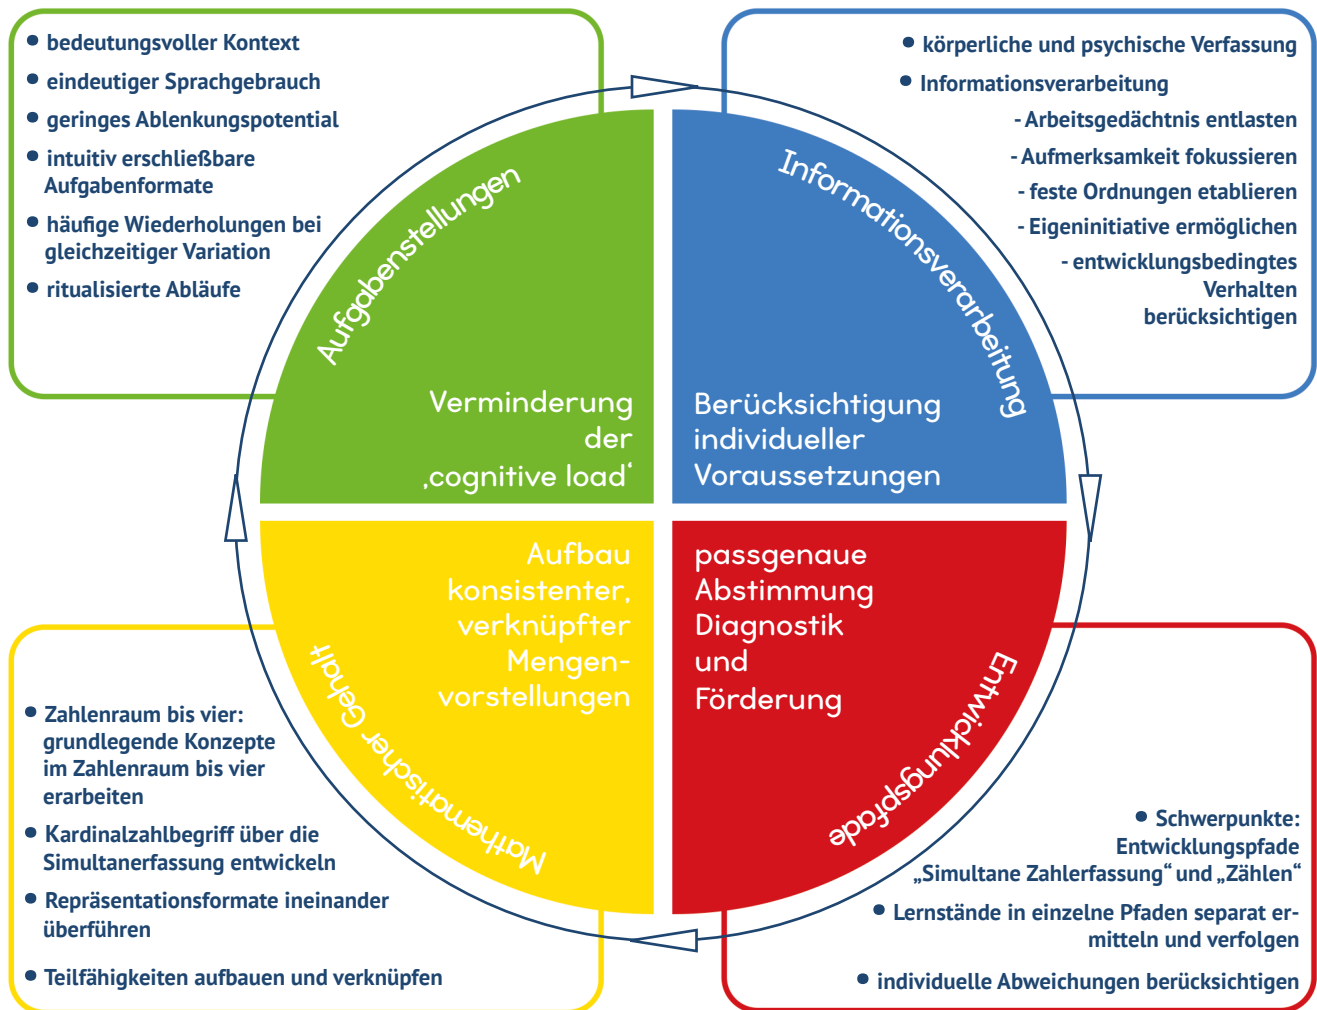 • bedeutungsvoller Kontext
• eindeutiger Sprachgebrauch
• geringes Ablenkungspotential
• intuitiv erschließbare
Aufgabenformate
• häufige Wiederholungen bei
gleichzeitiger Variation
• ritualisierte Abläufe
Aufgabenstellungen
Verminderung
der
‚cognitive load‘
• körperliche und psychische Verfassung
• Informationsverarbeitung
- Arbeitsgedächtnis entlasten
- Aufmerksamkeit fokussieren
- feste Ordnungen etablieren
- Eigeninitiative ermöglichen
- entwicklungsbedingtes
Verhalten
berücksichtigen
Informationsverarbeitung
Berücksichtigung
individueller
Voraussetzungen
Aufbau
konsistenter,
verknüpfter
Mengen-
vorstellungen
Mathematischer Gehalt
• Zahlenraum bis vier:
grundlegende Konzepte
im Zahlenraum bis vier
erarbeiten
• Kardinalzahlbegriff über die
Simultanerfassung entwickeln
• Repräsentationsformate ineinander
überführen
• Teilfähigkeiten aufbauen und verknüpfen
passgenaue
Abstimmung
Diagnostik
und
Förderung
Entwicklungspfade
• Schwerpunkte:
Entwicklungspfade
„Simultane Zahlerfassung“ und „Zählen“
• Lernstände in einzelne Pfaden separat er-
mitteln und verfolgen
• individuelle Abweichungen berücksichtigen